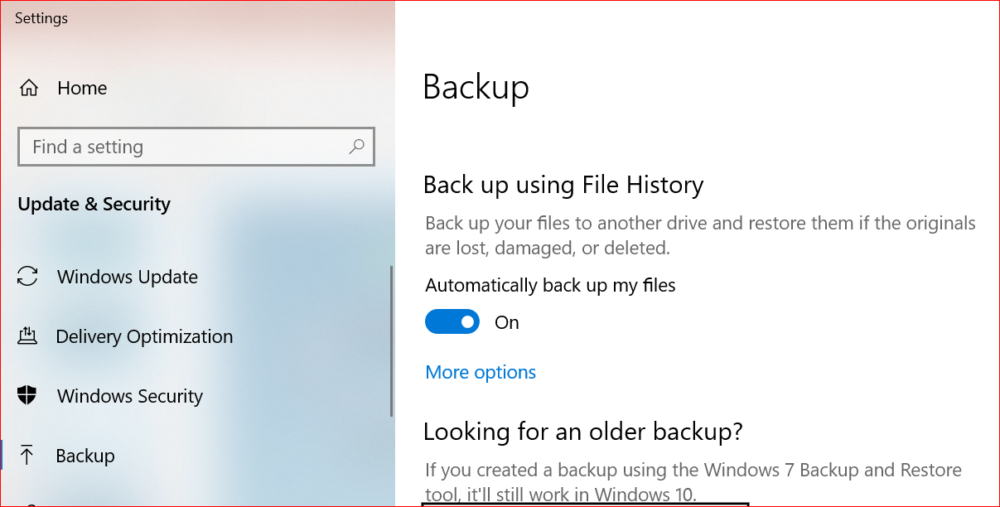 Settings
Home
Find a setting
Update & Security
Windows Update
Delivery Optimization
Windows Security
Backup
Backup
Back up using File History
Back up your files to another drive and restore them if the originals
are lost, damaged, or deleted.
Automatically back up my files
On
More options
Looking for an older backup?
If you created a backup using the Windows 7 Backup and Restore
tool, it'll still work in Windows 10.